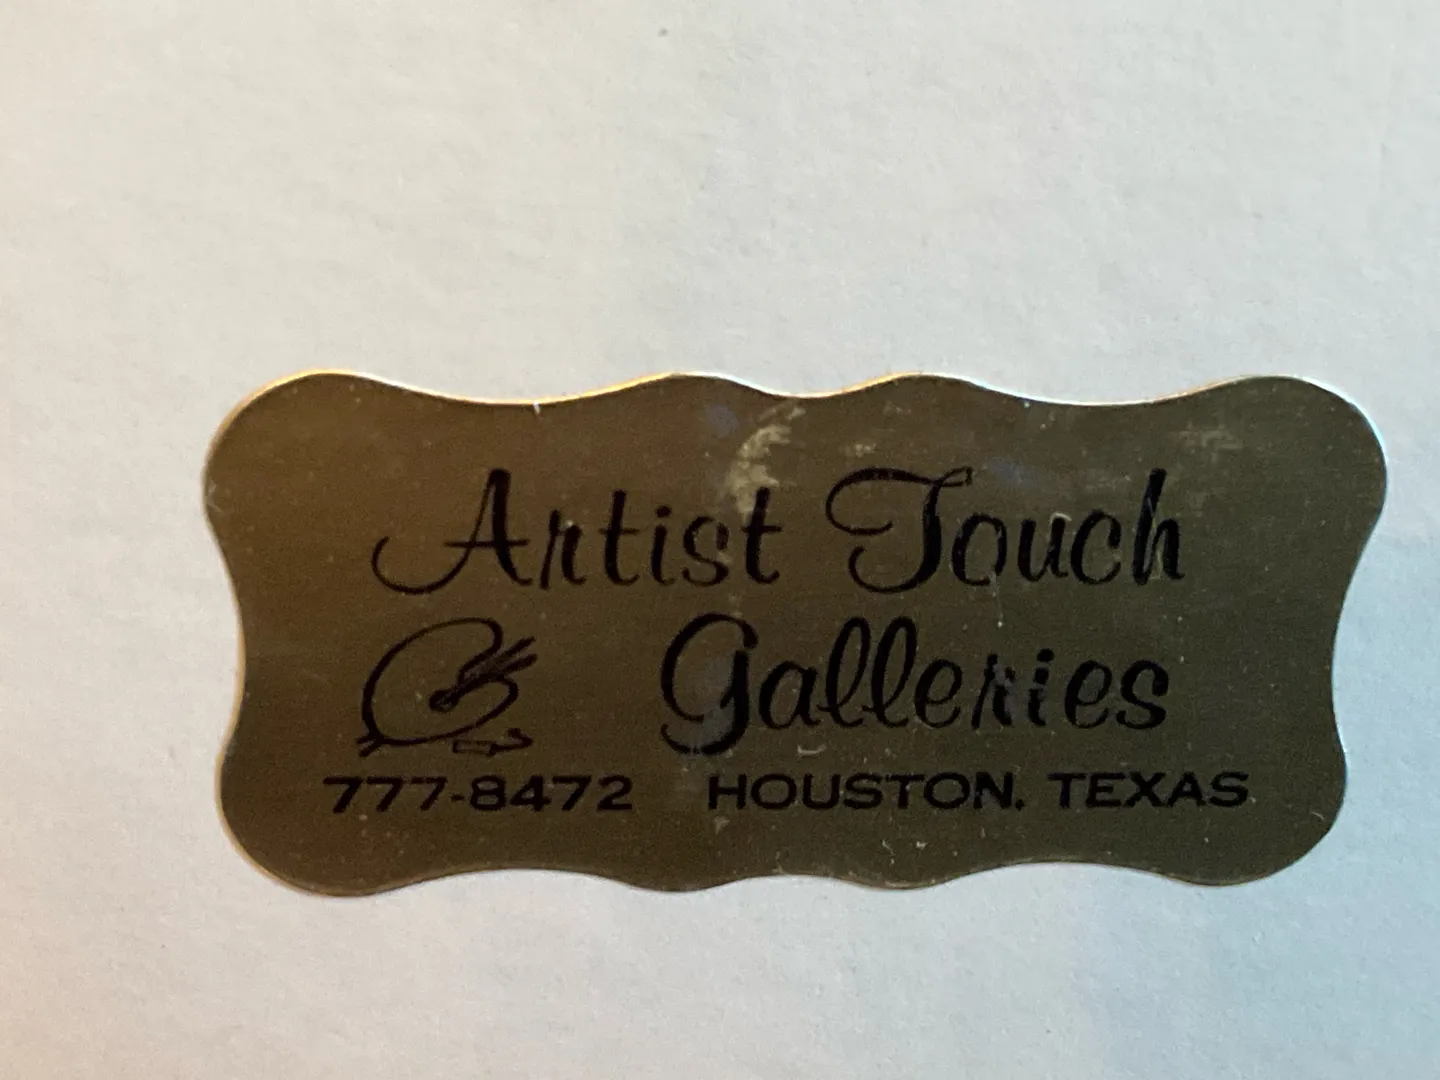 Artist Touch
Galleries
777-8472 HOUSTON, TEXAS